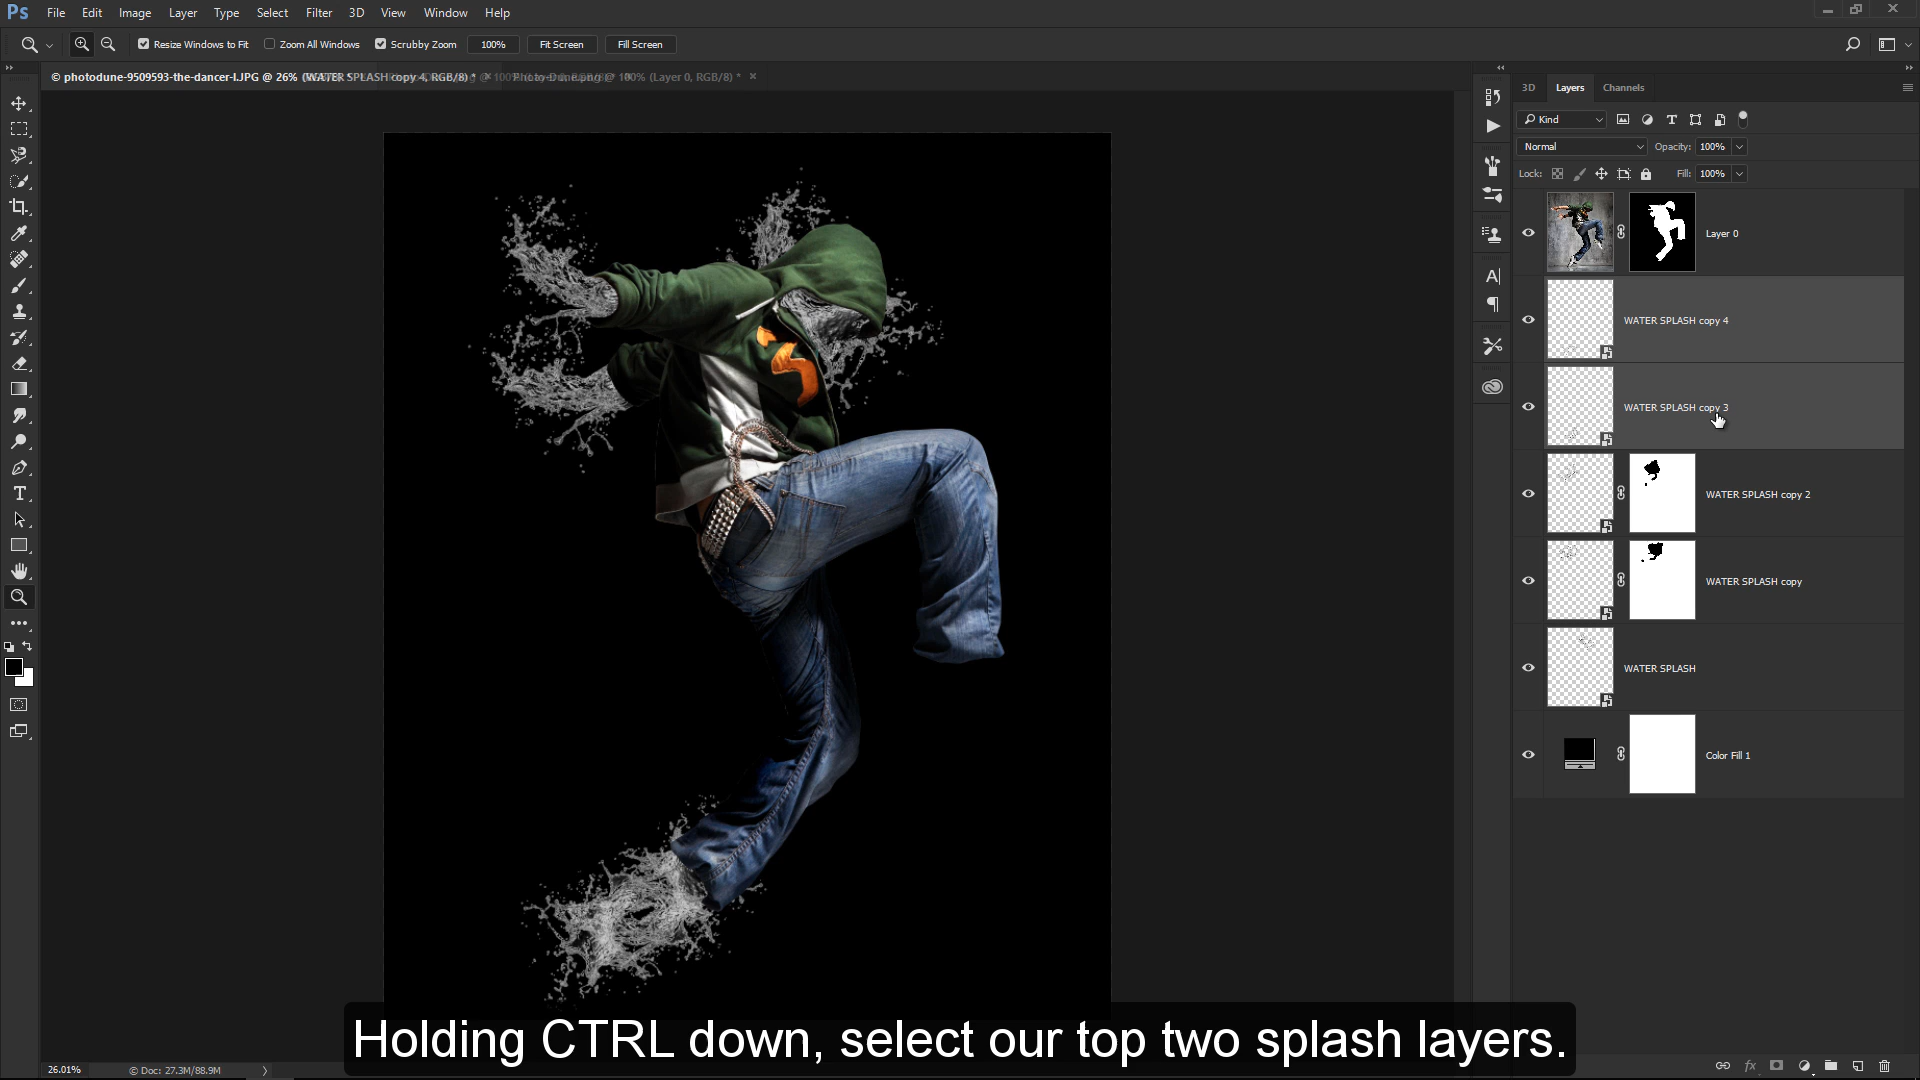 Ps File Edit Image Layer Type Select Filter 3D View Window Help
Resize Windows to Fit Zoom All Windows Scrubby Zoom 100% Fit Screen Fill Screen
© photodune-9509593-the-dancer-l.JPG @ 26% (WATER SPLASH copy 4, RGB/8) * × 100% (Layer 0, RGB/8) * ×
3D Layers Channels
Kind
Normal Opacity: 100%
Lock: Fill: 100%
Layer 0
WATER SPLASH copy 4
WATER SPLASH copy 3
WATER SPLASH copy 2
WATER SPLASH copy
WATER SPLASH
Color Fill 1
Holding CTRL down, select our top two splash layers.
26.01% © Doc: 27.3M/88.9M
fx